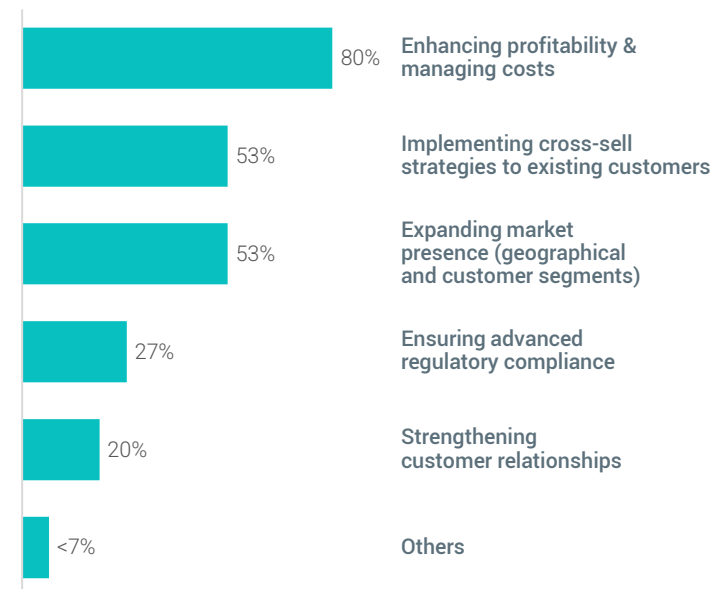 80%
Enhancing profitability &
managing costs
53%
Implementing cross-sell
strategies to existing customers
53%
Expanding market
presence (geographical
and customer segments)
27%
Ensuring advanced
regulatory compliance
20%
Strengthening
customer relationships
<7%
Others